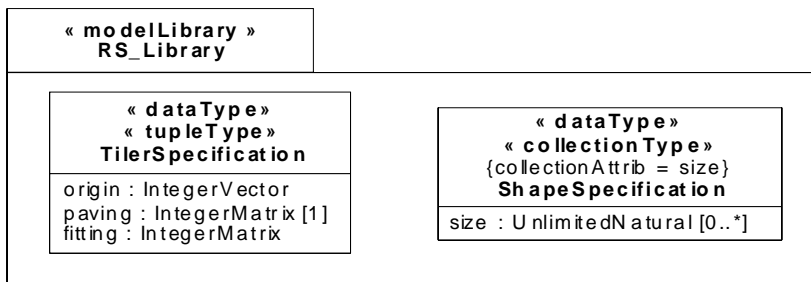 « modelLibrary »
RS_Library
« dataType»
« tupleType»
TilerSpecification
origin : IntegerVector
paving : IntegerMatrix [1]
fitting : IntegerMatrix
« dataType»
« collectionType»
{collectionAttrib = size}
ShapeSpecification
size : UnlimitedNatural [0..*]